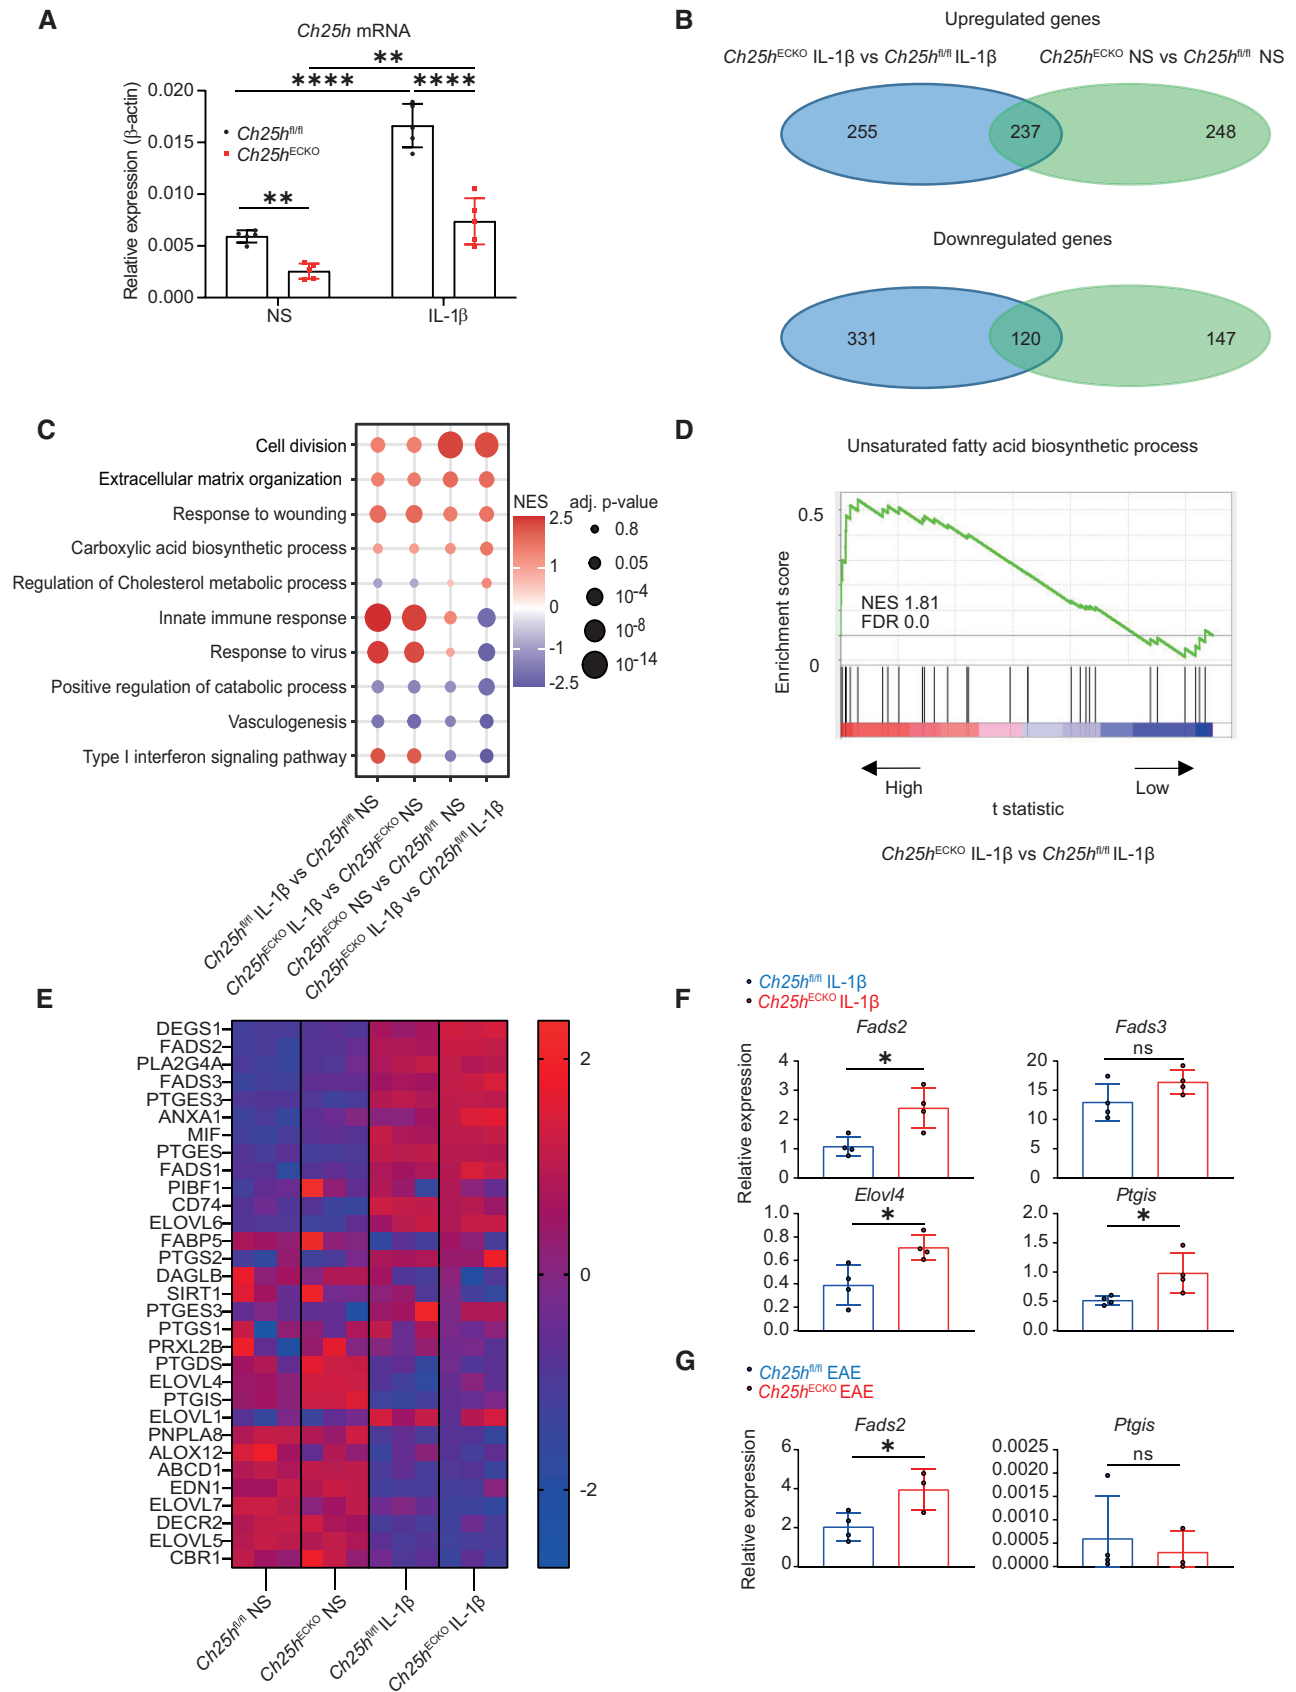 A
Ch25h mRNA
**
****
****
**
Relative expression (β-actin)
0.020
0.015
0.010
0.005
0.000
Ch25hfl/fl
Ch25hECKO
NS
IL-1β
B
Upregulated genes
Ch25hECKO IL-1β vs Ch25hfl/fl IL-1β
Ch25hECKO NS vs Ch25hfl/fl NS
255
237
248
Downregulated genes
331
120
147
C
Cell division
Extracellular matrix organization
Response to wounding
Carboxylic acid biosynthetic process
Regulation of Cholesterol metabolic process
Innate immune response
Response to virus
Positive regulation of catabolic process
Vasculogenesis
Type I interferon signaling pathway
NES
2.5
1
0
-1
-2.5
adj. p-value
0.8
0.05
10-4
10-8
10-14
Ch25hfl/fl IL-1β vs Ch25hfl/fl NS
Ch25hECKO IL-1β vs Ch25hECKO NS
Ch25hECKO NS vs Ch25hfl/fl NS
Ch25hECKO IL-1β vs Ch25hfl/fl IL-1β
D
Unsaturated fatty acid biosynthetic process
Enrichment score
0.5
0
NES 1.81
FDR 0.0
High
Low
t statistic
Ch25hECKO IL-1β vs Ch25hfl/fl IL-1β
E
DEGS1
FADS2
PLA2G4A
FADS3
PTGES3
ANXA1
MIF
PTGES
FADS1
PIBF1
CD74
ELOVL6
FABP5
PTGS2
DAGLB
SIRT1
PTGES3
PTGS1
PRXL2B
PTGDS
ELOVL4
PTGIS
ELOVL1
PNPLA8
ALOX12
ABCD1
EDN1
ELOVL7
DECR2
ELOVL5
CBR1
2
0
-2
Ch25hfl/fl NS
Ch25hECKO NS
Ch25hfl/fl IL-1β
Ch25hECKO IL-1β
F
Ch25hfl/fl IL-1β
Ch25hECKO IL-1β
Relative expression
Fads2
4
3
2
1
0
*
Fads3
20
15
10
5
0
ns
Elovl4
1.0
0.8
0.6
0.4
0.2
0.0
*
Ptgis
2.0
1.5
1.0
0.5
0.0
*
G
Ch25hfl/fl EAE
Ch25hECKO EAE
Relative expression
Fads2
6
4
2
0
*
Ptgis
0.0025
0.0020
0.0015
0.0010
0.0005
0.0000
ns